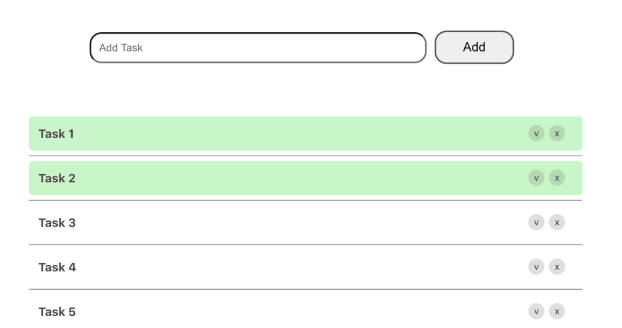 Add Task Add
Task 1 v x
Task 2 v x
Task 3 v x
Task 4 v x
Task 5 v x